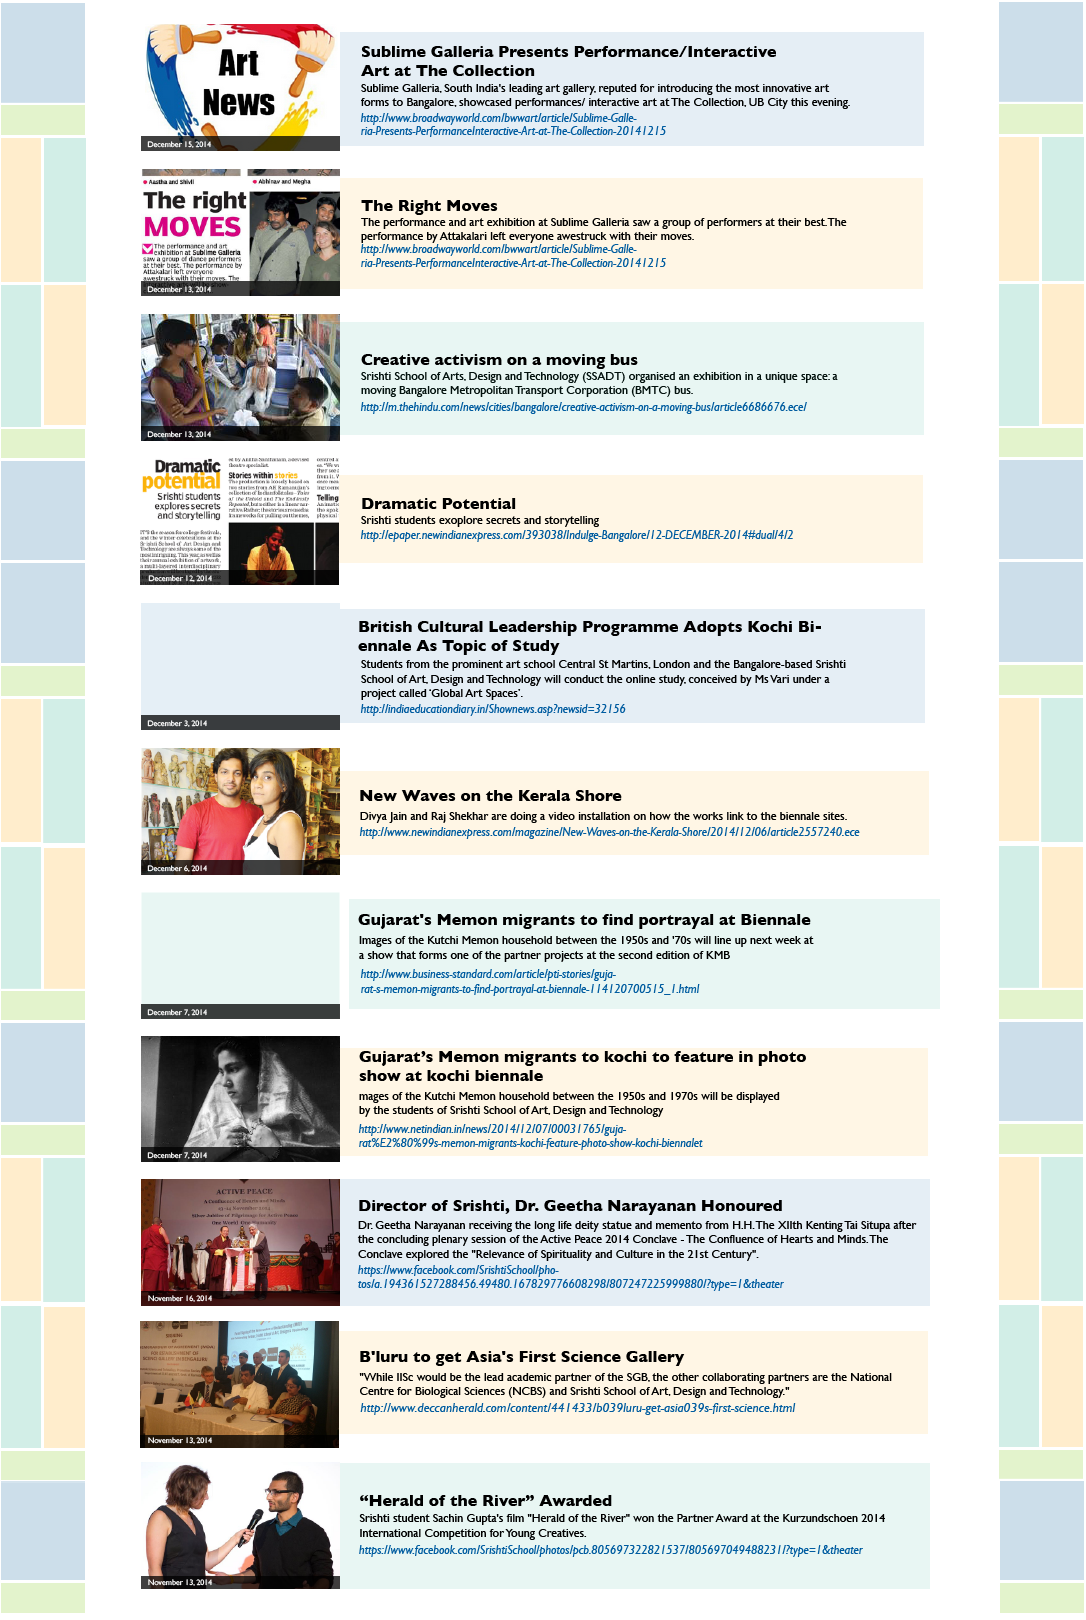 Art
News
December 15, 2014
Sublime Galleria Presents Performance/Interactive
Art at The Collection
Sublime Galleria, South India's leading art gallery, reputed for introducing the most innovative art
forms to Bangalore, showcased performances/ interactive art at The Collection, UB City this evening.
http://www.broadwayworld.com/bwwart/article/Sublime-Galle-
ria-Presents-PerformanceInteractive-Art-at-The-Collection-20141215
Aastha and Shivli
Abhinav and Megha
The right
MOVES
The performance and art
exhibition at Sublime Galleria
saw a group of dance performers
at their best. The performance by
Attakalari left everyone
awestruck with their moves. The
December 13, 2014
The Right Moves
The performance and art exhibition at Sublime Galleria saw a group of performers at their best. The
performance by Attakalari left everyone awestruck with their moves.
http://www.broadwayworld.com/bwwart/article/Sublime-Galle-
ria-Presents-PerformanceInteractive-Art-at-The-Collection-20141215
December 13, 2014
Creative activism on a moving bus
Srishti School of Arts, Design and Technology (SSADT) organised an exhibition in a unique space: a
moving Bangalore Metropolitan Transport Corporation (BMTC) bus.
http://m.thehindu.com/news/cities/bangalore/creative-activism-on-a-moving-bus/article6686676.ece/
Dramatic
potential
Srishti students
explores secrets
and storytelling
Stories within stories
Telling
December 12, 2014
Dramatic Potential
Srishti students exoplore secrets and storytelling
http://epaper.newindianexpress.com/393038/Indulge-Bangalore/12-DECEMBER-2014#dual/4/2
December 3, 2014
British Cultural Leadership Programme Adopts Kochi Bi-
ennale As Topic of Study
Students from the prominent art school Central St Martins, London and the Bangalore-based Srishti
School of Art, Design and Technology will conduct the online study, conceived by Ms Vari under a
project called ‘Global Art Spaces’.
http://indiaeducationdiary.in/Shownews.asp?newsid=32156
December 6, 2014
New Waves on the Kerala Shore
Divya Jain and Raj Shekhar are doing a video installation on how the works link to the biennale sites.
http://www.newindianexpress.com/magazine/New-Waves-on-the-Kerala-Shore/2014/12/06/article2557240.ece
December 7, 2014
Gujarat's Memon migrants to find portrayal at Biennale
Images of the Kutchi Memon household between the 1950s and '70s will line up next week at
a show that forms one of the partner projects at the second edition of KMB
http://www.business-standard.com/article/pti-stories/guja-
rat-s-memon-migrants-to-find-portrayal-at-biennale-114120700515_1.html
December 7, 2014
Gujarat’s Memon migrants to kochi to feature in photo
show at kochi biennale
mages of the Kutchi Memon household between the 1950s and 1970s will be displayed
by the students of Srishti School of Art, Design and Technology
http://www.netindian.in/news/2014/12/07/00031765/guja-
rat%E2%80%99s-memon-migrants-kochi-feature-photo-show-kochi-biennalet
ACTIVE PEACE
A Conclave of Hearts and Minds
November 16, 2014
Director of Srishti, Dr. Geetha Narayanan Honoured
Dr. Geetha Narayanan receiving the long life deity statue and memento from H.H. The XIIth Kenting Tai Situpa after
the concluding plenary session of the Active Peace 2014 Conclave - The Confluence of Hearts and Minds. The
Conclave explored the "Relevance of Spirituality and Culture in the 21st Century".
https://www.facebook.com/SrishtiSchool/pho-
tos/a.194361527288456.49480.167829776608298/807247225999880/?type=1&theater
November 13, 2014
B'luru to get Asia's First Science Gallery
"While IISc would be the lead academic partner of the SGB, the other collaborating partners are the National
Centre for Biological Sciences (NCBS) and Srishti School of Art, Design and Technology."
http://www.deccanherald.com/content/441433/b039luru-get-asia039s-first-science.html
November 13, 2014
“Herald of the River” Awarded
Srishti student Sachin Gupta's film "Herald of the River" won the Partner Award at the Kurzundschoen 2014
International Competition for Young Creatives.
https://www.facebook.com/SrishtiSchool/photos/pcb.805697322821537/805697049488231/?type=1&theater